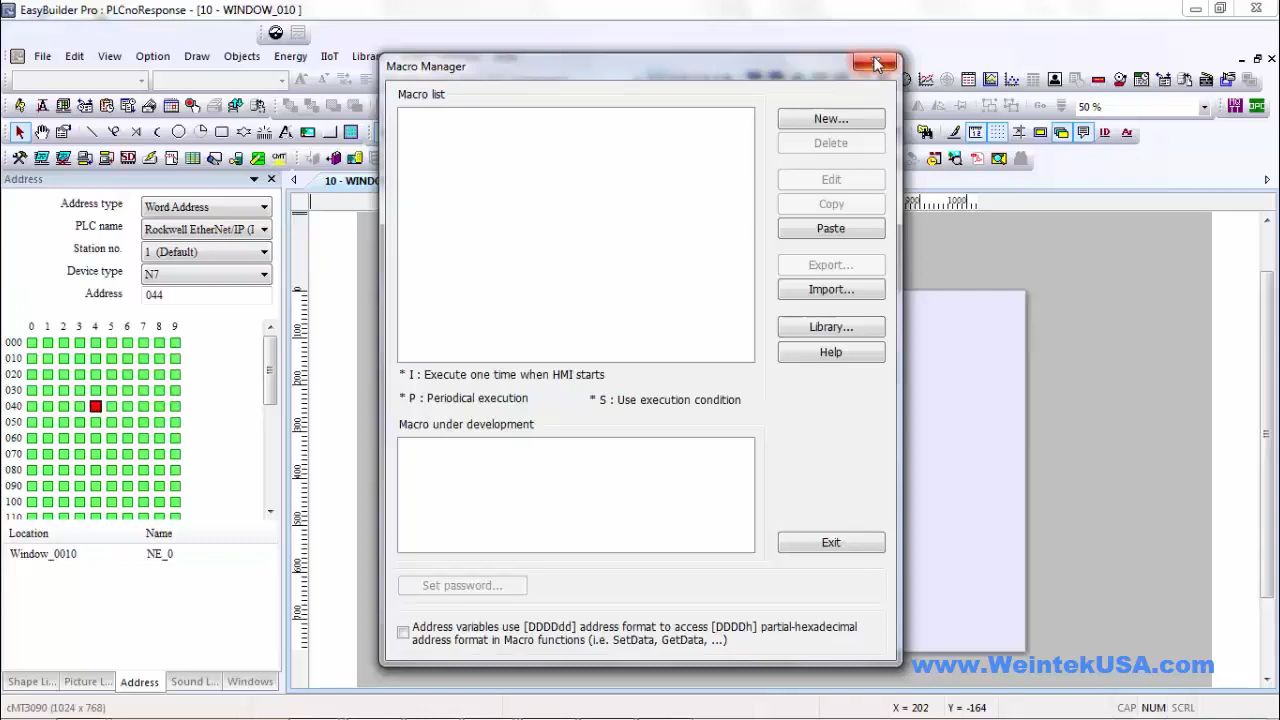 EasyBuilder Pro : PLCnoResponse - [10 - WINDOW_010 ]
File Edit View Option Draw Objects Energy IIoT
50 %
Address
10 - WINDO
Address type Word Address
PLC name Rockwell EtherNet/IP (I
Station no. 1 (Default)
Device type N7
Address 044
0 1 2 3 4 5 6 7 8 9
000
010
020
030
040
050
060
070
080
090
100
110
Location Name
Window_0010 NE_0
Shape Li... Picture L... Address Sound L... Windows
cMT3090 (1024 x 768)
X = 202 Y = -164 CAP NUM SCRL
Macro Manager
Macro list
New...
Delete
Edit
Copy
Paste
Export...
Import...
Library...
Help
* I : Execute one time when HMI starts
* P : Periodical execution * S : Use execution condition
Macro under development
Exit
Set password...
Address variables use [DDDDdd] address format to access [DDDDh] partial-hexadecimal
address format in Macro functions (i.e. SetData, GetData, ...)
www.WeintekUSA.com